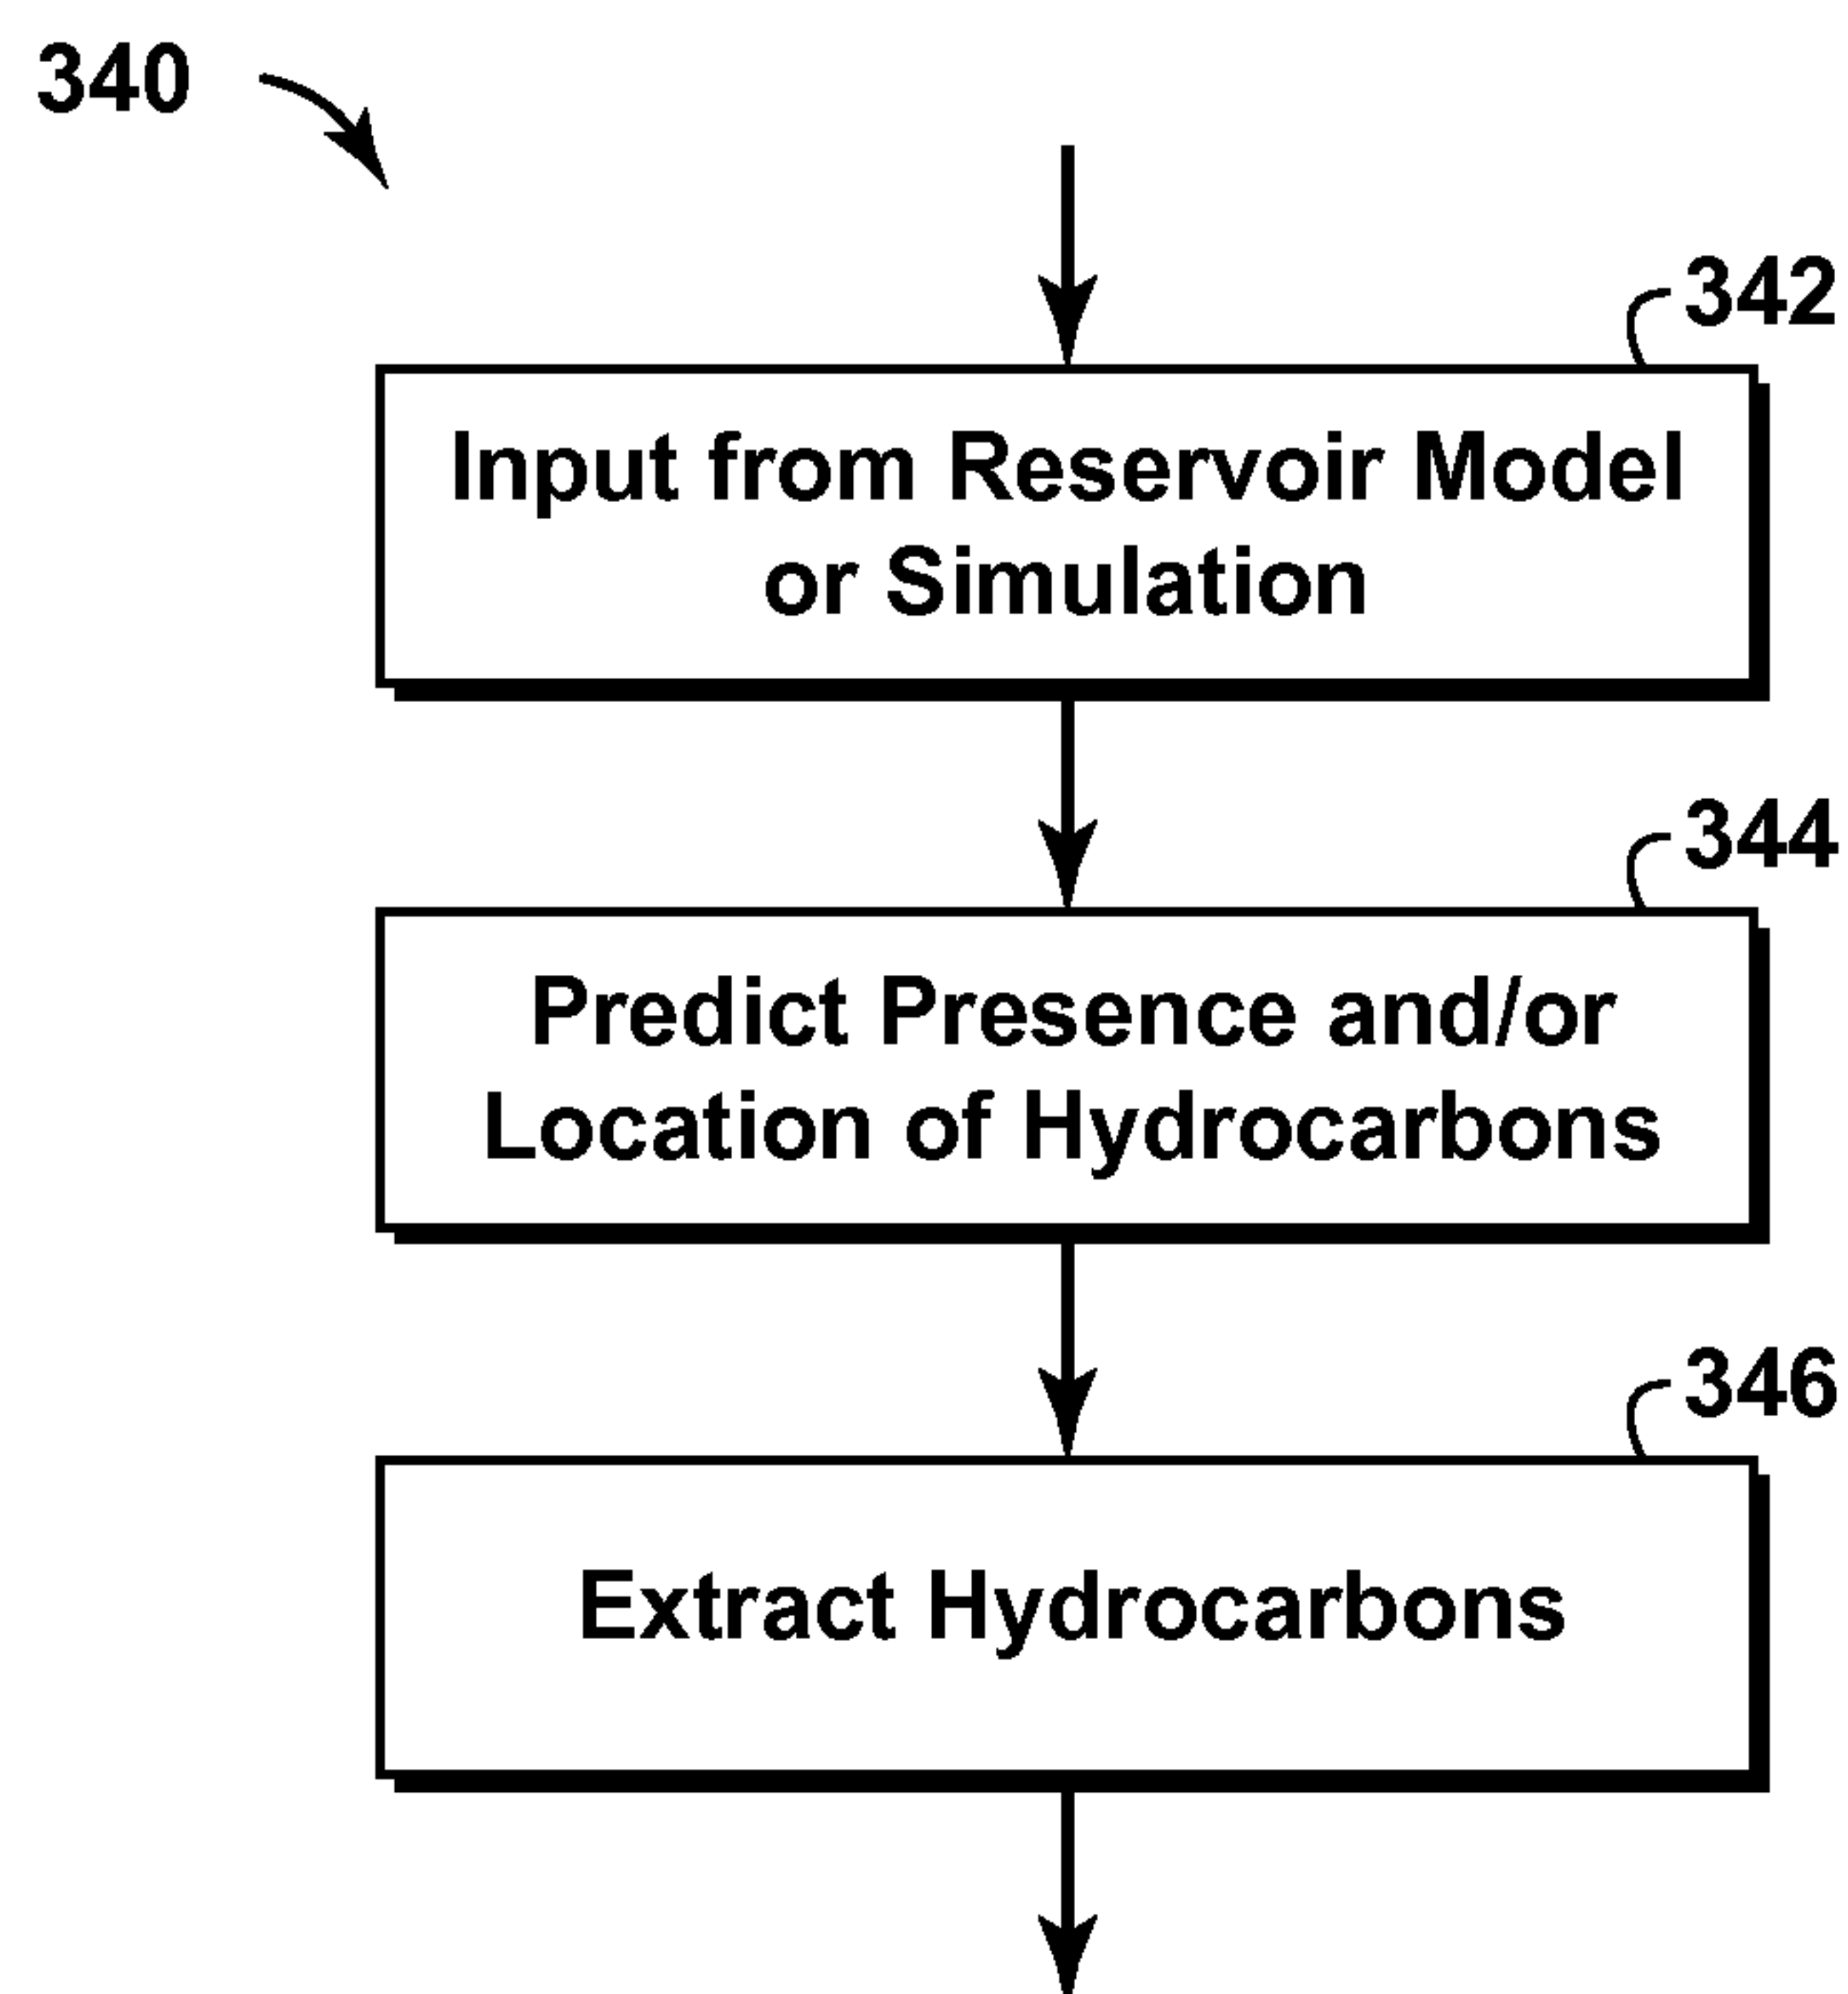 340
342
Input from Reservoir Model
or Simulation
344
Predict Presence and/or
Location of Hydrocarbons
346
Extract Hydrocarbons